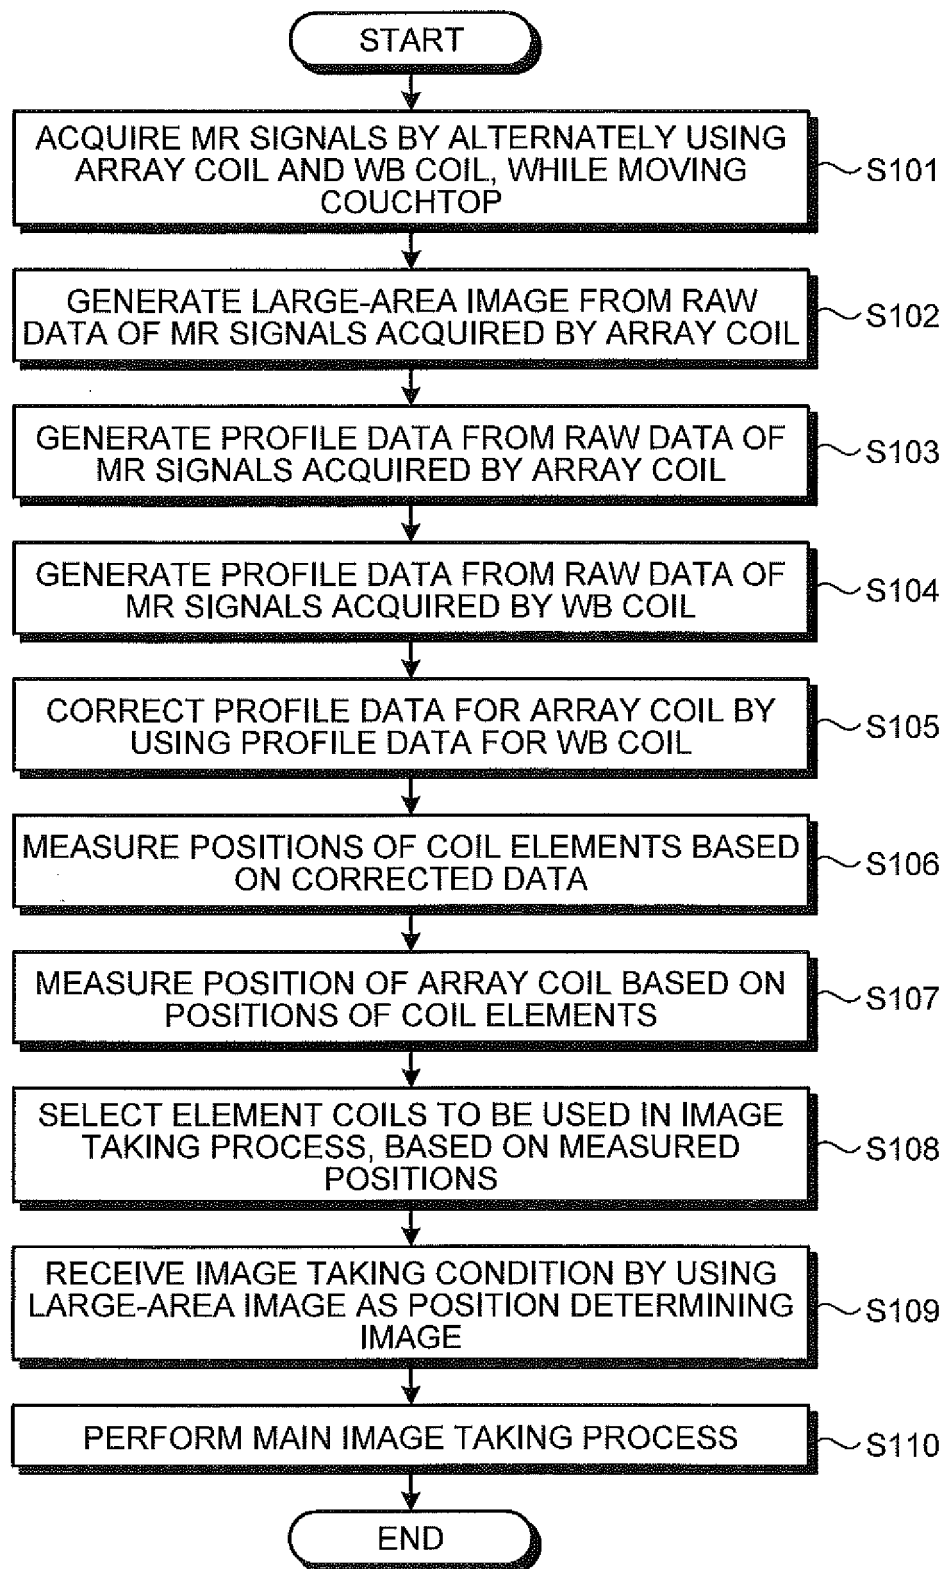 START
ACQUIRE MR SIGNALS BY ALTERNATELY USING
ARRAY COIL AND WB COIL, WHILE MOVING
COUCHTOP
S101
GENERATE LARGE-AREA IMAGE FROM RAW
DATA OF MR SIGNALS ACQUIRED BY ARRAY COIL
S102
GENERATE PROFILE DATA FROM RAW DATA OF
MR SIGNALS ACQUIRED BY ARRAY COIL
S103
GENERATE PROFILE DATA FROM RAW DATA OF
MR SIGNALS ACQUIRED BY WB COIL
S104
CORRECT PROFILE DATA FOR ARRAY COIL BY
USING PROFILE DATA FOR WB COIL
S105
MEASURE POSITIONS OF COIL ELEMENTS BASED
ON CORRECTED DATA
S106
MEASURE POSITION OF ARRAY COIL BASED ON
POSITIONS OF COIL ELEMENTS
S107
SELECT ELEMENT COILS TO BE USED IN IMAGE
TAKING PROCESS, BASED ON MEASURED
POSITIONS
S108
RECEIVE IMAGE TAKING CONDITION BY USING
LARGE-AREA IMAGE AS POSITION DETERMINING
IMAGE
S109
PERFORM MAIN IMAGE TAKING PROCESS
S110
END